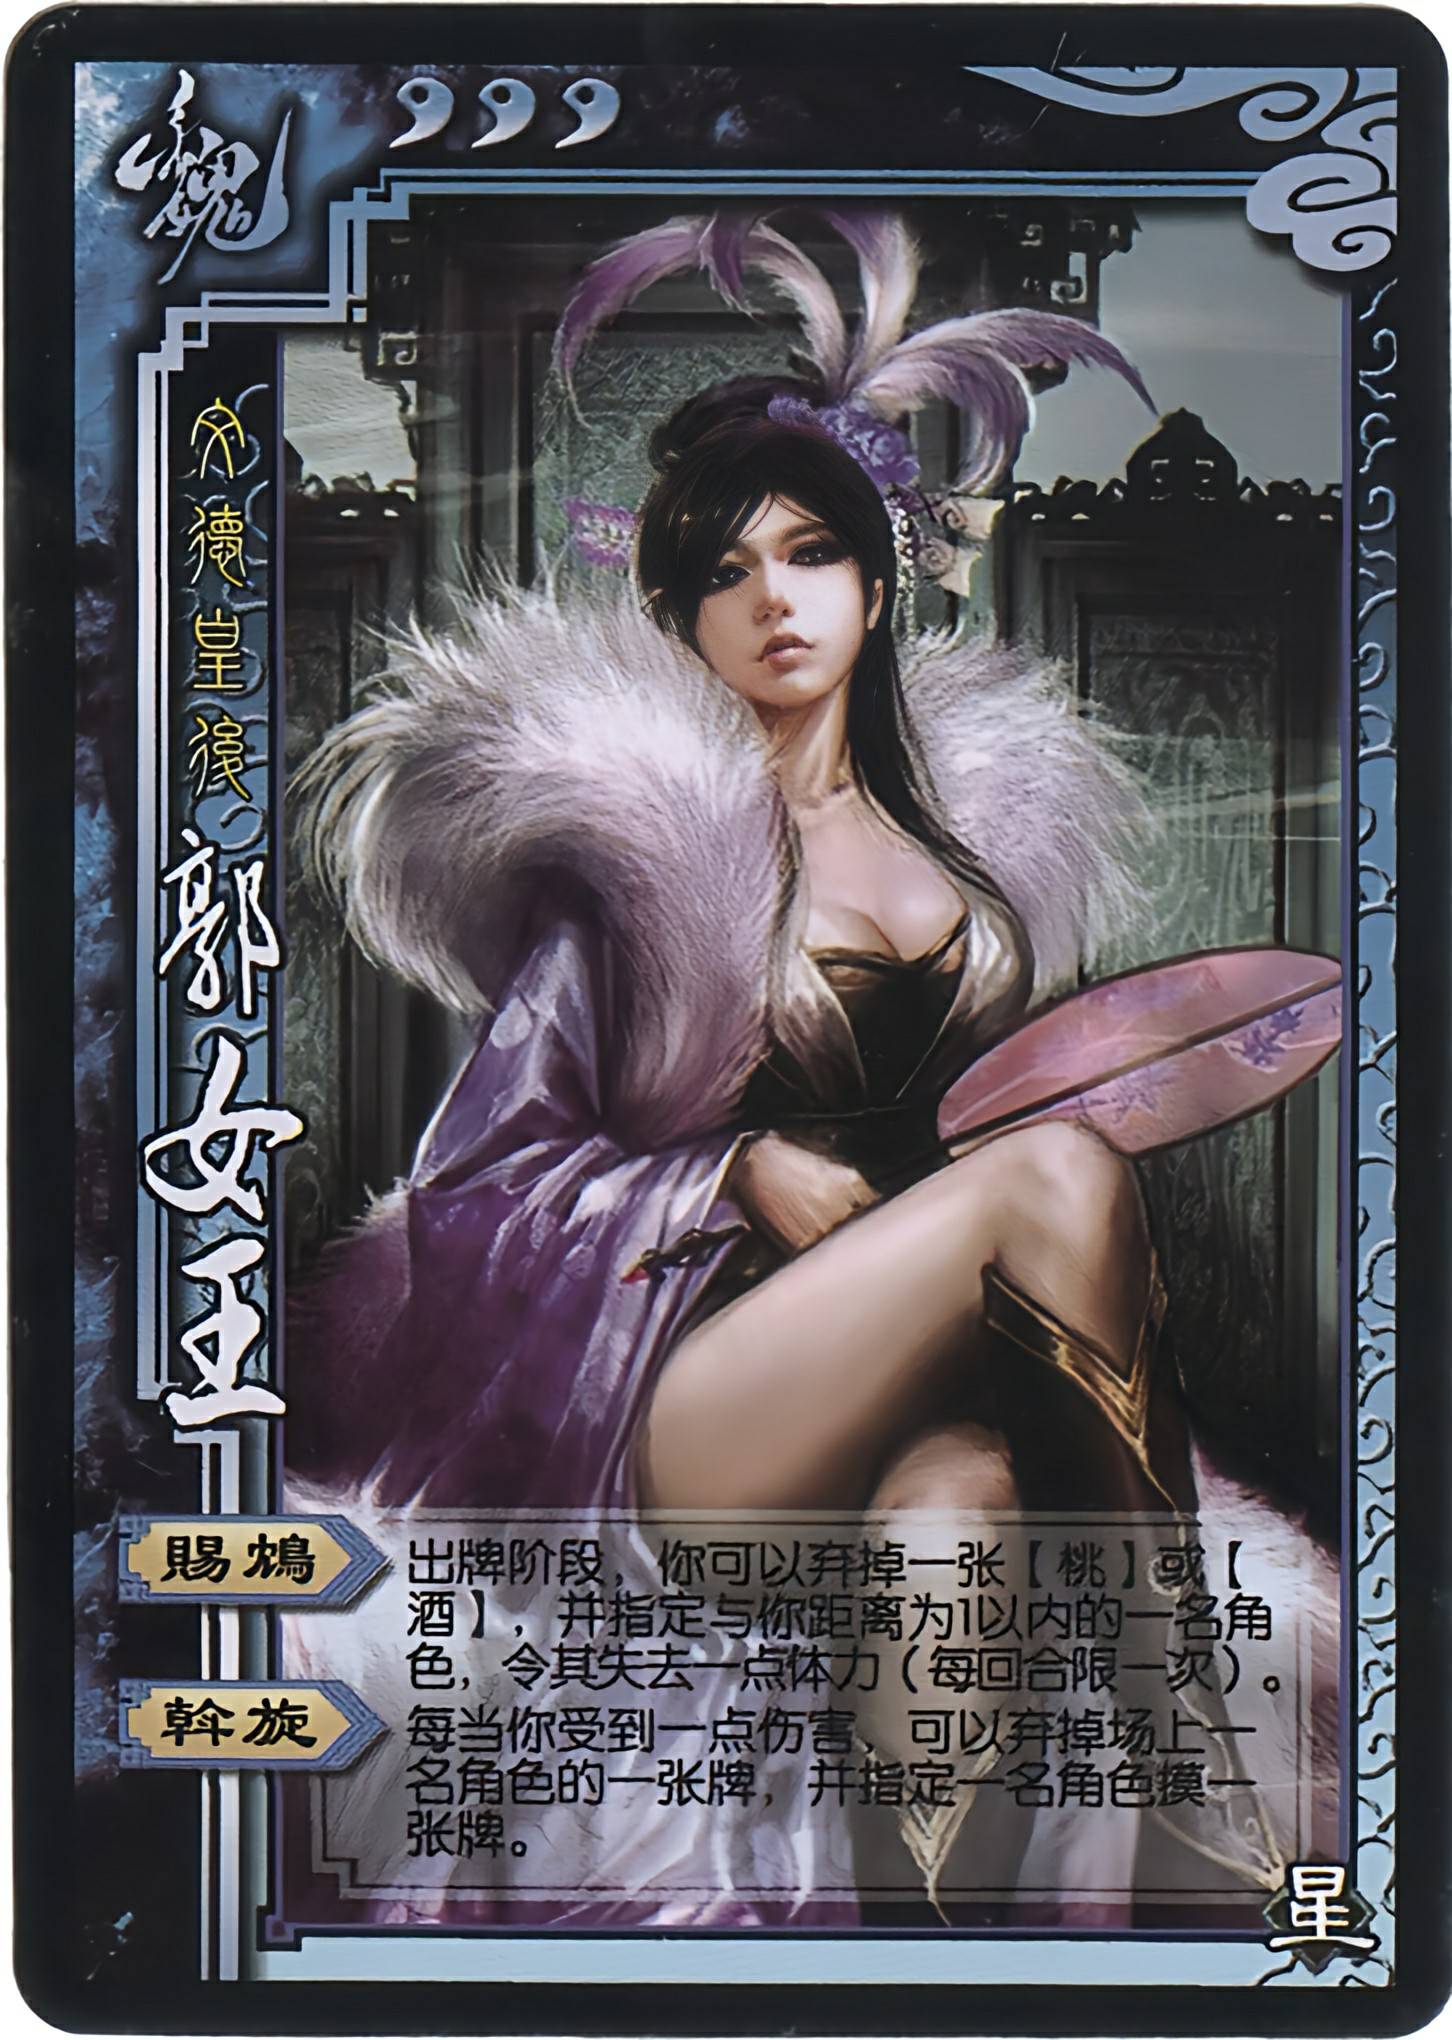 魏
文德皇後
郭女王
賜鴆
出牌阶段，你可以弃掉一张【桃】或【
酒】，并指定与你距离为1以内的一名角
色，令其失去一点体力（每回合限一次）。
斡旋
每当你受到一点伤害，可以弃掉场上一
名角色的一张牌，并指定一名角色摸一
张牌。
星